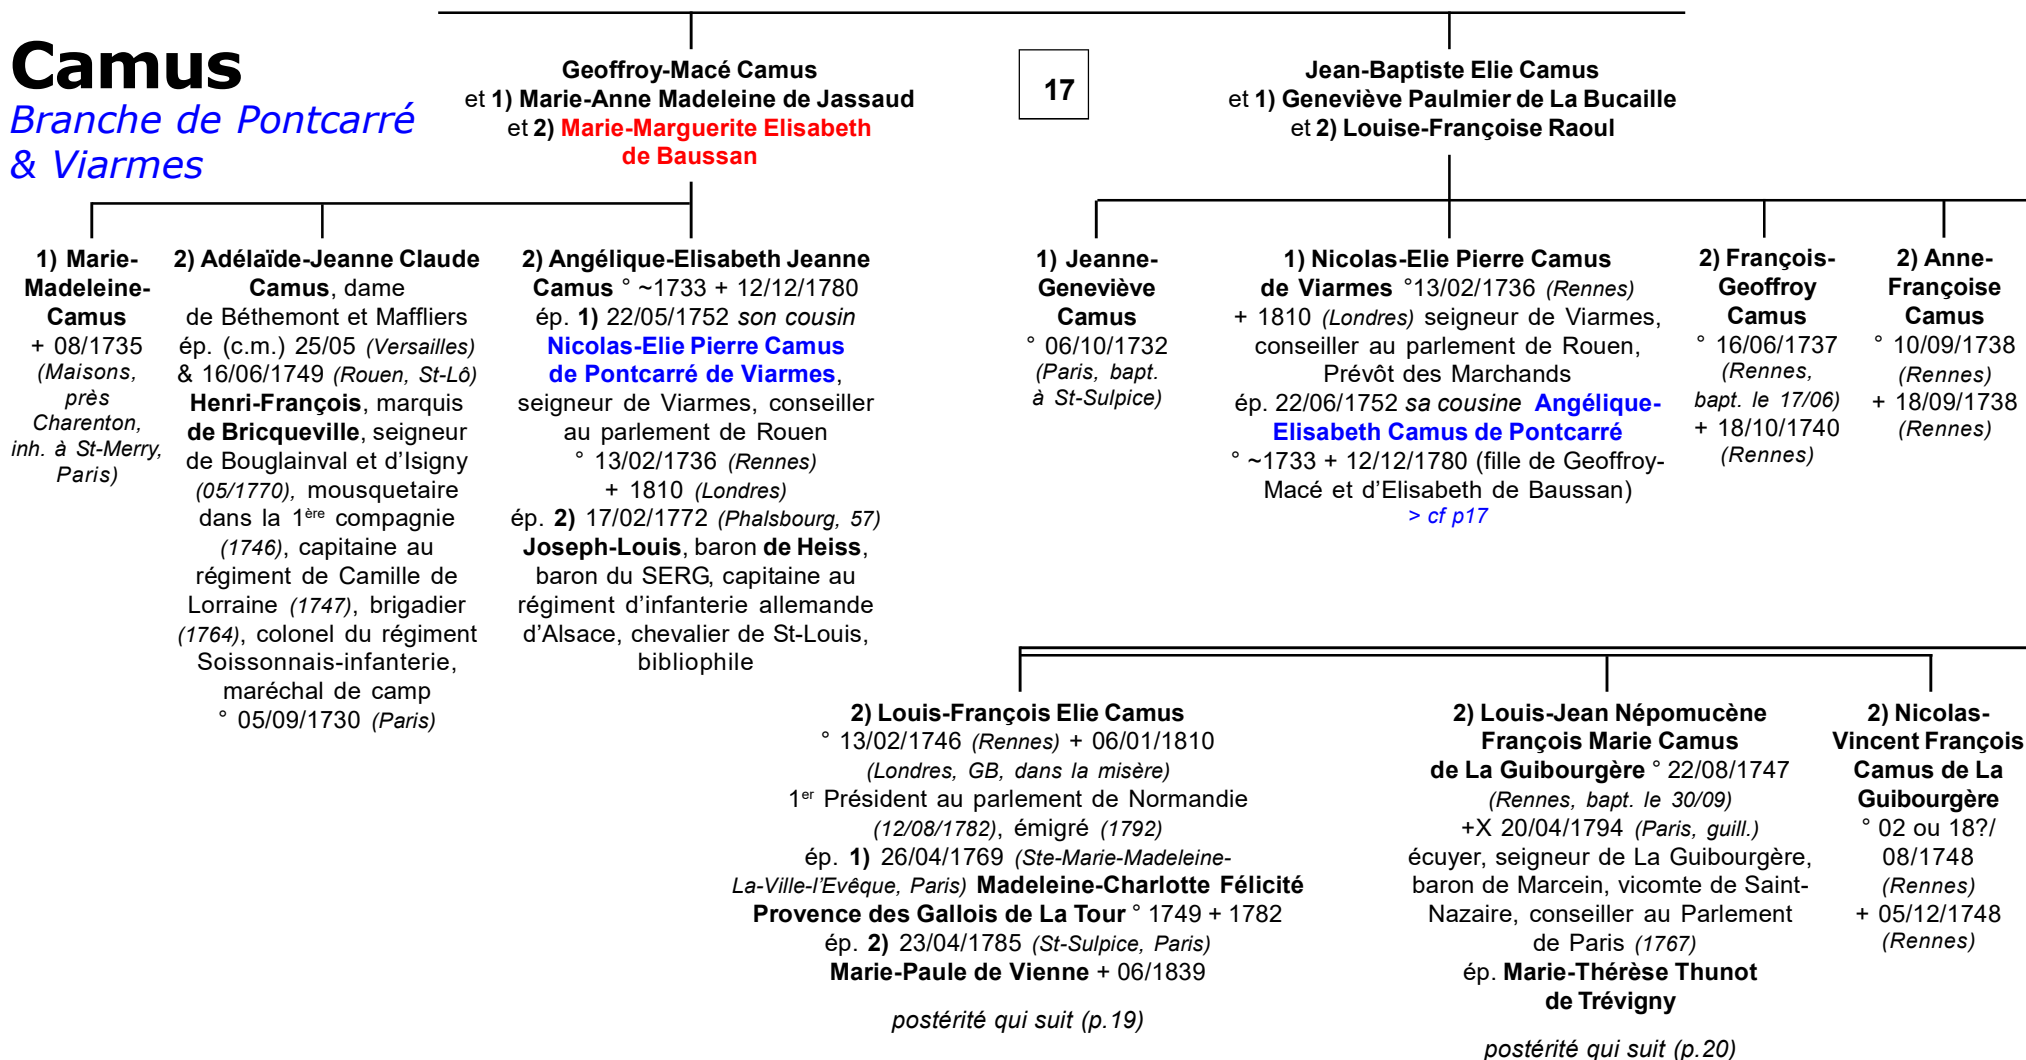 Camus
Branche de Pontcarré
& Viarmes
Geoffroy-Macé Camus
et 1) Marie-Anne Madeleine de Jassaud
et 2) Marie-Marguerite Elisabeth
de Baussan
17
Jean-Baptiste Elie Camus
et 1) Geneviève Paulmier de La Bucaille
et 2) Louise-Françoise Raoul
1) Marie-
Madeleine-
Camus
+ 08/1735
(Maisons,
près
Charenton,
inh. à St-Merry,
Paris)
2) Adélaïde-Jeanne Claude
Camus, dame
de Béthemont et Maffliers
ép. (c.m.) 25/05 (Versailles)
& 16/06/1749 (Rouen, St-Lô)
Henri-François, marquis
de Bricqueville, seigneur
de Bouglainval et d'Isigny
(05/1770), mousquetaire
dans la 1ère compagnie
(1746), capitaine au
régiment de Camille de
Lorraine (1747), brigadier
(1764), colonel du régiment
Soissonnais-infanterie,
maréchal de camp
° 05/09/1730 (Paris)
2) Angélique-Elisabeth Jeanne
Camus ° ~1733 + 12/12/1780
ép. 1) 22/05/1752 son cousin
Nicolas-Elie Pierre Camus
de Pontcarré de Viarmes,
seigneur de Viarmes, conseiller
au parlement de Rouen
° 13/02/1736 (Rennes)
+ 1810 (Londres)
ép. 2) 17/02/1772 (Phalsbourg, 57)
Joseph-Louis, baron de Heiss,
baron du SERG, capitaine au
régiment d'infanterie allemande
d'Alsace, chevalier de St-Louis,
bibliophile
1) Jeanne-
Geneviève
Camus
° 06/10/1732
(Paris, bapt.
à St-Sulpice)
1) Nicolas-Elie Pierre Camus
de Viarmes °13/02/1736 (Rennes)
+ 1810 (Londres) seigneur de Viarmes,
conseiller au parlement de Rouen,
Prévôt des Marchands
ép. 22/06/1752 sa cousine Angélique-
Elisabeth Camus de Pontcarré
° ~1733 + 12/12/1780 (fille de Geoffroy-
Macé et d'Elisabeth de Baussan)
> cf p17
2) François-
Geoffroy
Camus
° 16/06/1737
(Rennes,
bapt. le 17/06)
+ 18/10/1740
(Rennes)
2) Anne-
Françoise
Camus
° 10/09/1738
(Rennes)
+ 18/09/1738
(Rennes)
2) Louis-François Elie Camus
° 13/02/1746 (Rennes) + 06/01/1810
(Londres, GB, dans la misère)
1er Président au parlement de Normandie
(12/08/1782), émigré (1792)
ép. 1) 26/04/1769 (Ste-Marie-Madeleine-
La-Ville-l'Evêque, Paris) Madeleine-Charlotte Félicité
Provence des Gallois de La Tour ° 1749 + 1782
ép. 2) 23/04/1785 (St-Sulpice, Paris)
Marie-Paule de Vienne + 06/1839
postérité qui suit (p.19)
2) Louis-Jean Népomucène
François Marie Camus
de La Guibourgère ° 22/08/1747
(Rennes, bapt. le 30/09)
+X 20/04/1794 (Paris, guill.)
écuyer, seigneur de La Guibourgère,
baron de Marcein, vicomte de Saint-
Nazaire, conseiller au Parlement
de Paris (1767)
ép. Marie-Thérèse Thunot
de Trévigny
postérité qui suit (p.20)
2) Nicolas-
Vincent François
Camus de La
Guibourgère
° 02 ou 18?/
08/1748
(Rennes)
+ 05/12/1748
(Rennes)